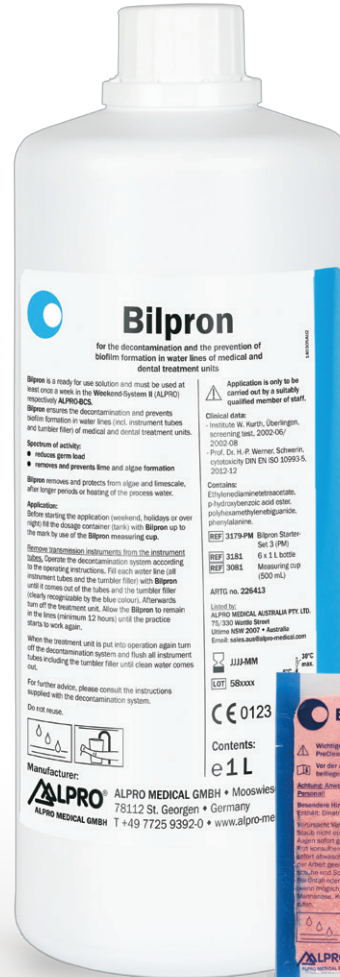 Bilpron
for the decontamination and the prevention of
biofilm formation in water lines of medical and
dental treatment units
Bilpron is a ready for use solution and must be used at
least once a week in the Weekend-System II (ALPRO)
respectively ALPRO-BCS.
Bilpron ensures the decontamination and prevents
biofilm formation in water lines (incl. instrument tubes
and tumbler filler) of medical and dental treatment units.
Spectrum of activity:
● reduces germ load
● removes and prevents lime and algae formation
Bilpron removes and protects from algae and limescale,
after longer periods or heating of the process water.
Application:
Before starting the application (weekend, holidays or over
night) fill the dosage container (tank) with Bilpron up to
the mark by use of the Bilpron measuring cup.
Remove transmission instruments from the instrument
tubes. Operate the decontamination system according
to the operating instructions. Fill each water line (all
instrument tubes and the tumbler filler) with Bilpron
until it comes out of the tubes and the tumbler filler
(clearly recognizable by the blue colour). Afterwards
turn off the treatment unit. Allow the Bilpron to remain
in the lines (minimum 12 hours) until the practice
starts to work again.
When the treatment unit is put into operation again turn
off the decontamination system and flush all instrument
tubes including the tumbler filler until clean water comes
out.
For further advice, please consult the instructions
supplied with the decontamination system.
Do not reuse.
Application is only to be
carried out by a suitably
qualified member of staff.
Clinical data:
- Institute W. Kurth, Überlingen,
screening test, 2002-06/
2002-08
- Prof. Dr. H.-P. Werner, Schwerin,
cytotoxicity DIN EN ISO 10993-5,
2012-12
Contains:
Ethylenediaminetetraacetate,
p-hydroxybenzoic acid ester,
polyhexamethylenebiguanide,
phenylalanine.
REF 3179-PM Bilpron Starter-
Set 3 (PM)
REF 3181 6 x 1 L bottle
REF 3081 Measuring cup
(500 mL)
ARTG no. 226413
Listed by:
ALPRO MEDICAL AUSTRALIA PTY. LTD.
75/330 Wattle Street
Ultimo NSW 2007 • Australia
Email: sales.aus@alpro-medical.com
JJJJ-MM
30°C
max.
LOT 58xxxx
CE 0123
Contents:
e 1 L
Manufacturer:
ALPRO®
ALPRO MEDICAL GMBH
ALPRO MEDICAL GMBH ♦ Mooswies
78112 St. Georgen ♦ Germany
T +49 7725 9392-0 ♦ www.alpro-me
B
Wichtige
PreClea
Vor der
beilieg
Achtung: Anwe
Personal!
Besondere Hin
Enthält: Dinatri
ALPRO